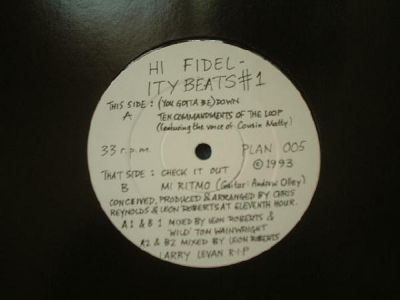 HI FIDEL-
ITY BEATS #1
THIS SIDE : (YOU GOTTA BE) DOWN
A TEN COMMANDMENTS OF THE LOOP
(featuring the voice of Cousin Natty)
33 r.p.m. PLAN 005
© 1993
THAT SIDE : CHECK IT OUT
B MI RITMO (Guitar: Andrew Olley)
CONCEIVED, PRODUCED & ARRANGED BY CHRIS
REYNOLDS & LEON ROBERTS AT ELEVENTH HOUR.
A1 & B1 MIXED BY LEON ROBERTS &
'WILD' TOM WAINWRIGHT
A2 & B2 MIXED BY LEON ROBERTS
LARRY LEVAN R.I.P